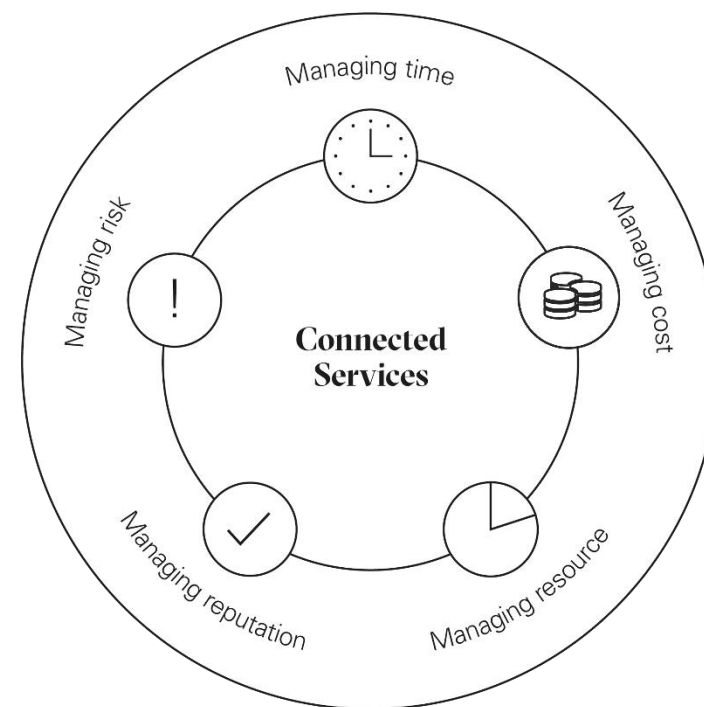 Managing time
Managing risk
!
Managing cost
Connected
Services
Managing reputation
Managing resource